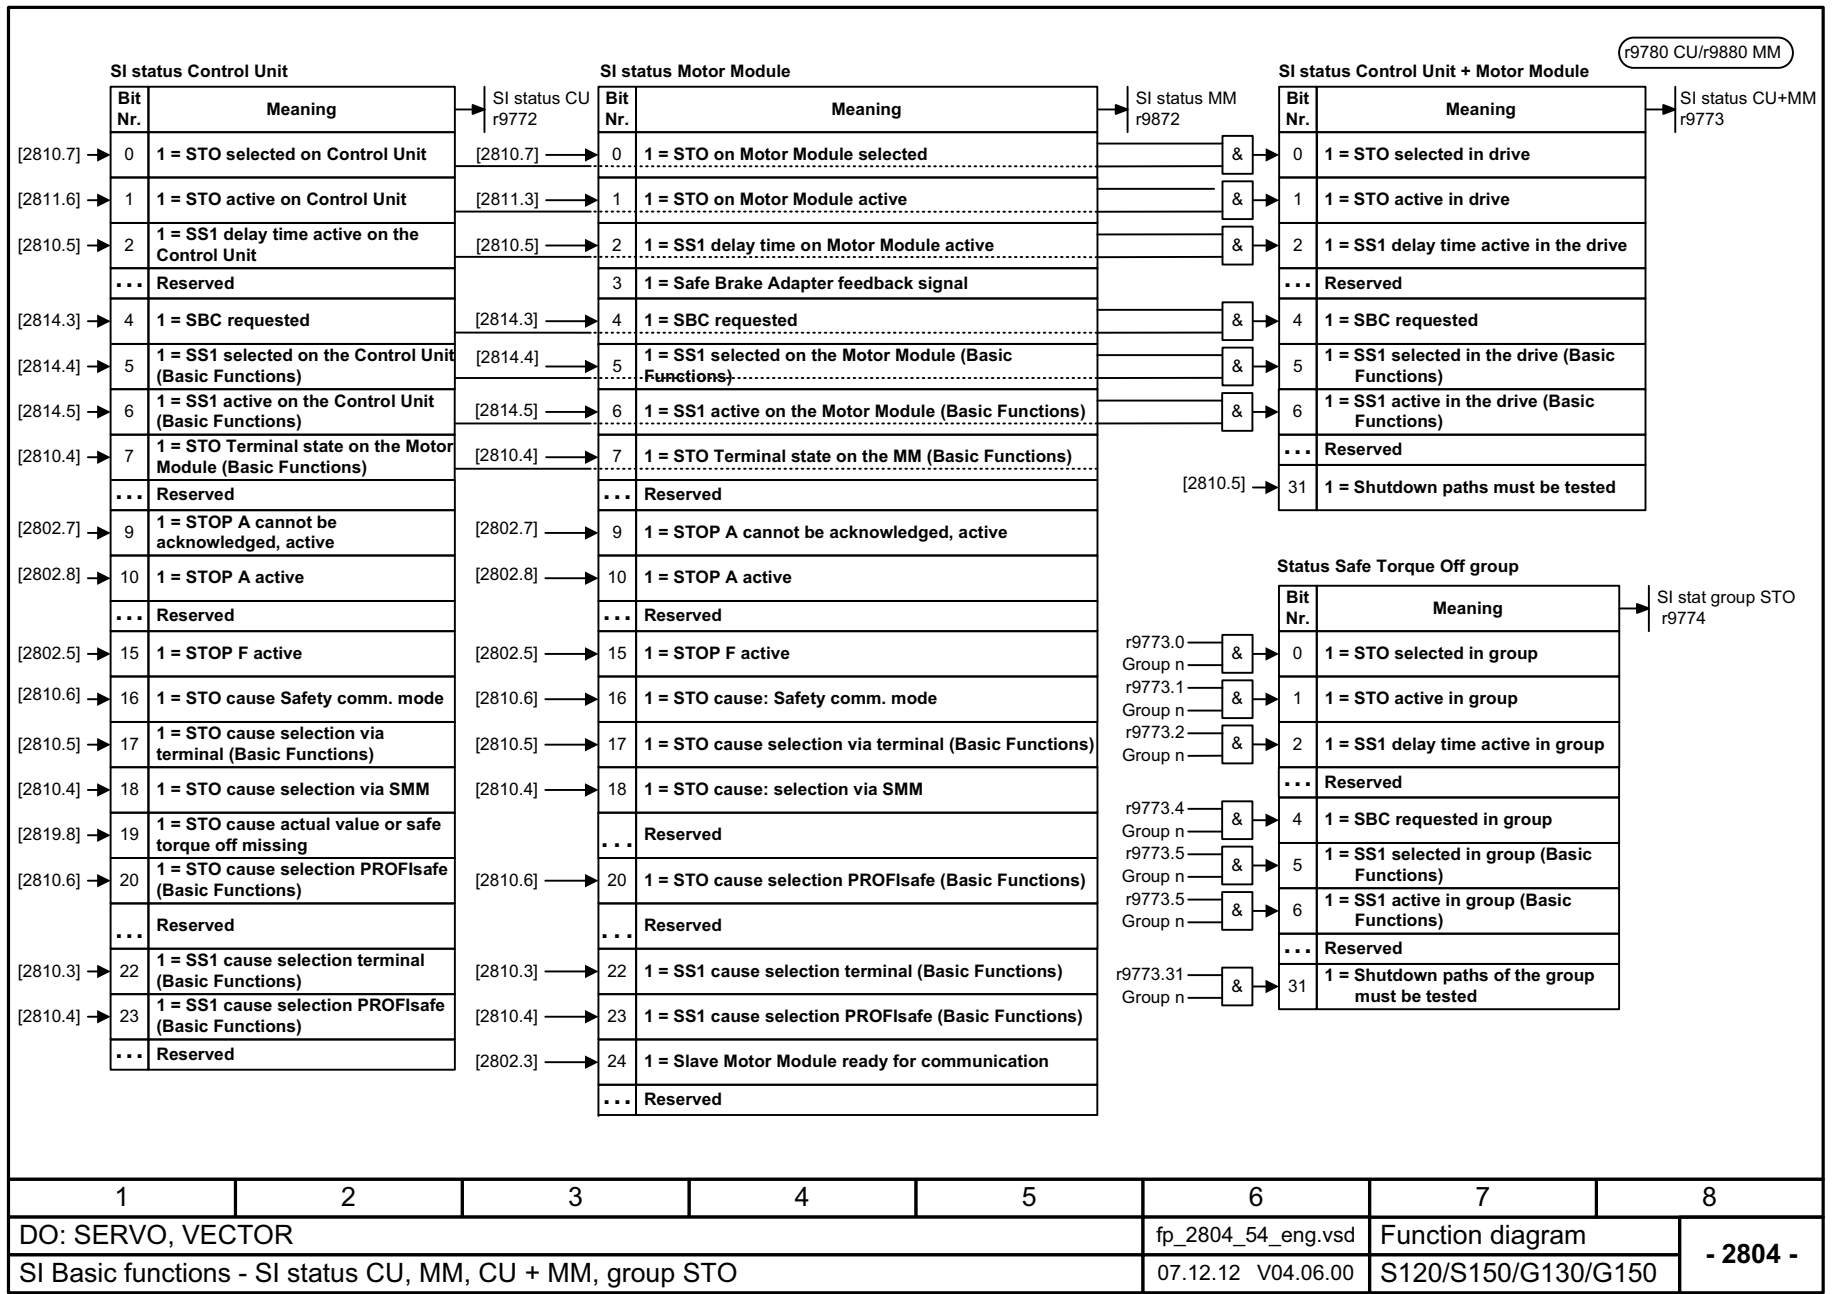 r9780 CU/r9880 MM
SI status Control Unit
Bit Nr.
Meaning
SI status CU
r9772
[2810.7]
0
1 = STO selected on Control Unit
[2811.6]
1
1 = STO active on Control Unit
[2810.5]
2
1 = SS1 delay time active on the
Control Unit
...
Reserved
[2814.3]
4
1 = SBC requested
[2814.4]
5
1 = SS1 selected on the Control Unit
(Basic Functions)
[2814.5]
6
1 = SS1 active on the Control Unit
(Basic Functions)
[2810.4]
7
1 = STO Terminal state on the Motor
Module (Basic Functions)
...
Reserved
[2802.7]
9
1 = STOP A cannot be
acknowledged, active
[2802.8]
10
1 = STOP A active
...
Reserved
[2802.5]
15
1 = STOP F active
[2810.6]
16
1 = STO cause Safety comm. mode
[2810.5]
17
1 = STO cause selection via
terminal (Basic Functions)
[2810.4]
18
1 = STO cause selection via SMM
[2819.8]
19
1 = STO cause actual value or safe
torque off missing
[2810.6]
20
1 = STO cause selection PROFIsafe
(Basic Functions)
...
Reserved
[2810.3]
22
1 = SS1 cause selection terminal
(Basic Functions)
[2810.4]
23
1 = SS1 cause selection PROFIsafe
(Basic Functions)
...
Reserved
SI status Motor Module
Bit Nr.
Meaning
SI status MM
r9872
[2810.7]
0
1 = STO on Motor Module selected
[2811.3]
1
1 = STO on Motor Module active
[2810.5]
2
1 = SS1 delay time on Motor Module active
3
1 = Safe Brake Adapter feedback signal
[2814.3]
4
1 = SBC requested
[2814.4]
5
1 = SS1 selected on the Motor Module (Basic
Functions)
[2814.5]
6
1 = SS1 active on the Motor Module (Basic Functions)
[2810.4]
7
1 = STO Terminal state on the MM (Basic Functions)
...
Reserved
[2802.7]
9
1 = STOP A cannot be acknowledged, active
[2802.8]
10
1 = STOP A active
...
Reserved
[2802.5]
15
1 = STOP F active
[2810.6]
16
1 = STO cause: Safety comm. mode
[2810.5]
17
1 = STO cause selection via terminal (Basic Functions)
[2810.4]
18
1 = STO cause: selection via SMM
...
Reserved
[2810.6]
20
1 = STO cause selection PROFIsafe (Basic Functions)
...
Reserved
[2810.3]
22
1 = SS1 cause selection terminal (Basic Functions)
[2810.4]
23
1 = SS1 cause selection PROFIsafe (Basic Functions)
[2802.3]
24
1 = Slave Motor Module ready for communication
...
Reserved
SI status Control Unit + Motor Module
Bit Nr.
Meaning
SI status CU+MM
r9773
&
0
1 = STO selected in drive
&
1
1 = STO active in drive
&
2
1 = SS1 delay time active in the drive
...
Reserved
&
4
1 = SBC requested
&
5
1 = SS1 selected in the drive (Basic
Functions)
&
6
1 = SS1 active in the drive (Basic
Functions)
...
Reserved
[2810.5]
31
1 = Shutdown paths must be tested
Status Safe Torque Off group
Bit Nr.
Meaning
SI stat group STO
r9774
r9773.0
Group n
&
0
1 = STO selected in group
r9773.1
Group n
&
1
1 = STO active in group
r9773.2
Group n
&
2
1 = SS1 delay time active in group
...
Reserved
r9773.4
Group n
&
4
1 = SBC requested in group
r9773.5
Group n
&
5
1 = SS1 selected in group (Basic
Functions)
r9773.5
Group n
&
6
1 = SS1 active in group (Basic
Functions)
...
Reserved
r9773.31
Group n
&
31
1 = Shutdown paths of the group
must be tested
1 2 3 4 5 6 7 8
DO: SERVO, VECTOR
fp_2804_54_eng.vsd
Function diagram
- 2804 -
SI Basic functions - SI status CU, MM, CU + MM, group STO
07.12.12 V04.06.00
S120/S150/G130/G150